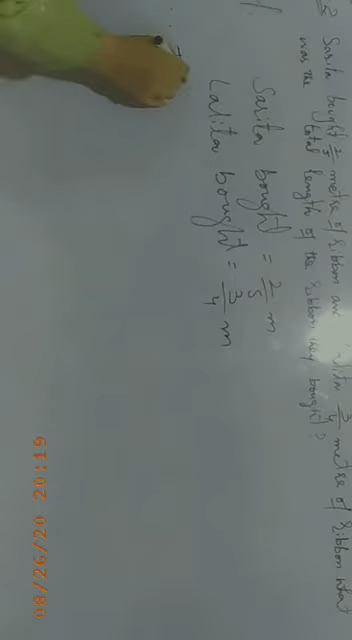 Q Sarita bought 2/5 metre of ribbon and Lalita 3/4 metre of ribbon what
was the total length of the ribbon they bought?
Sarita bought = 2/5 m
Lalita bought = 3/4 m
08/26/20 20:19